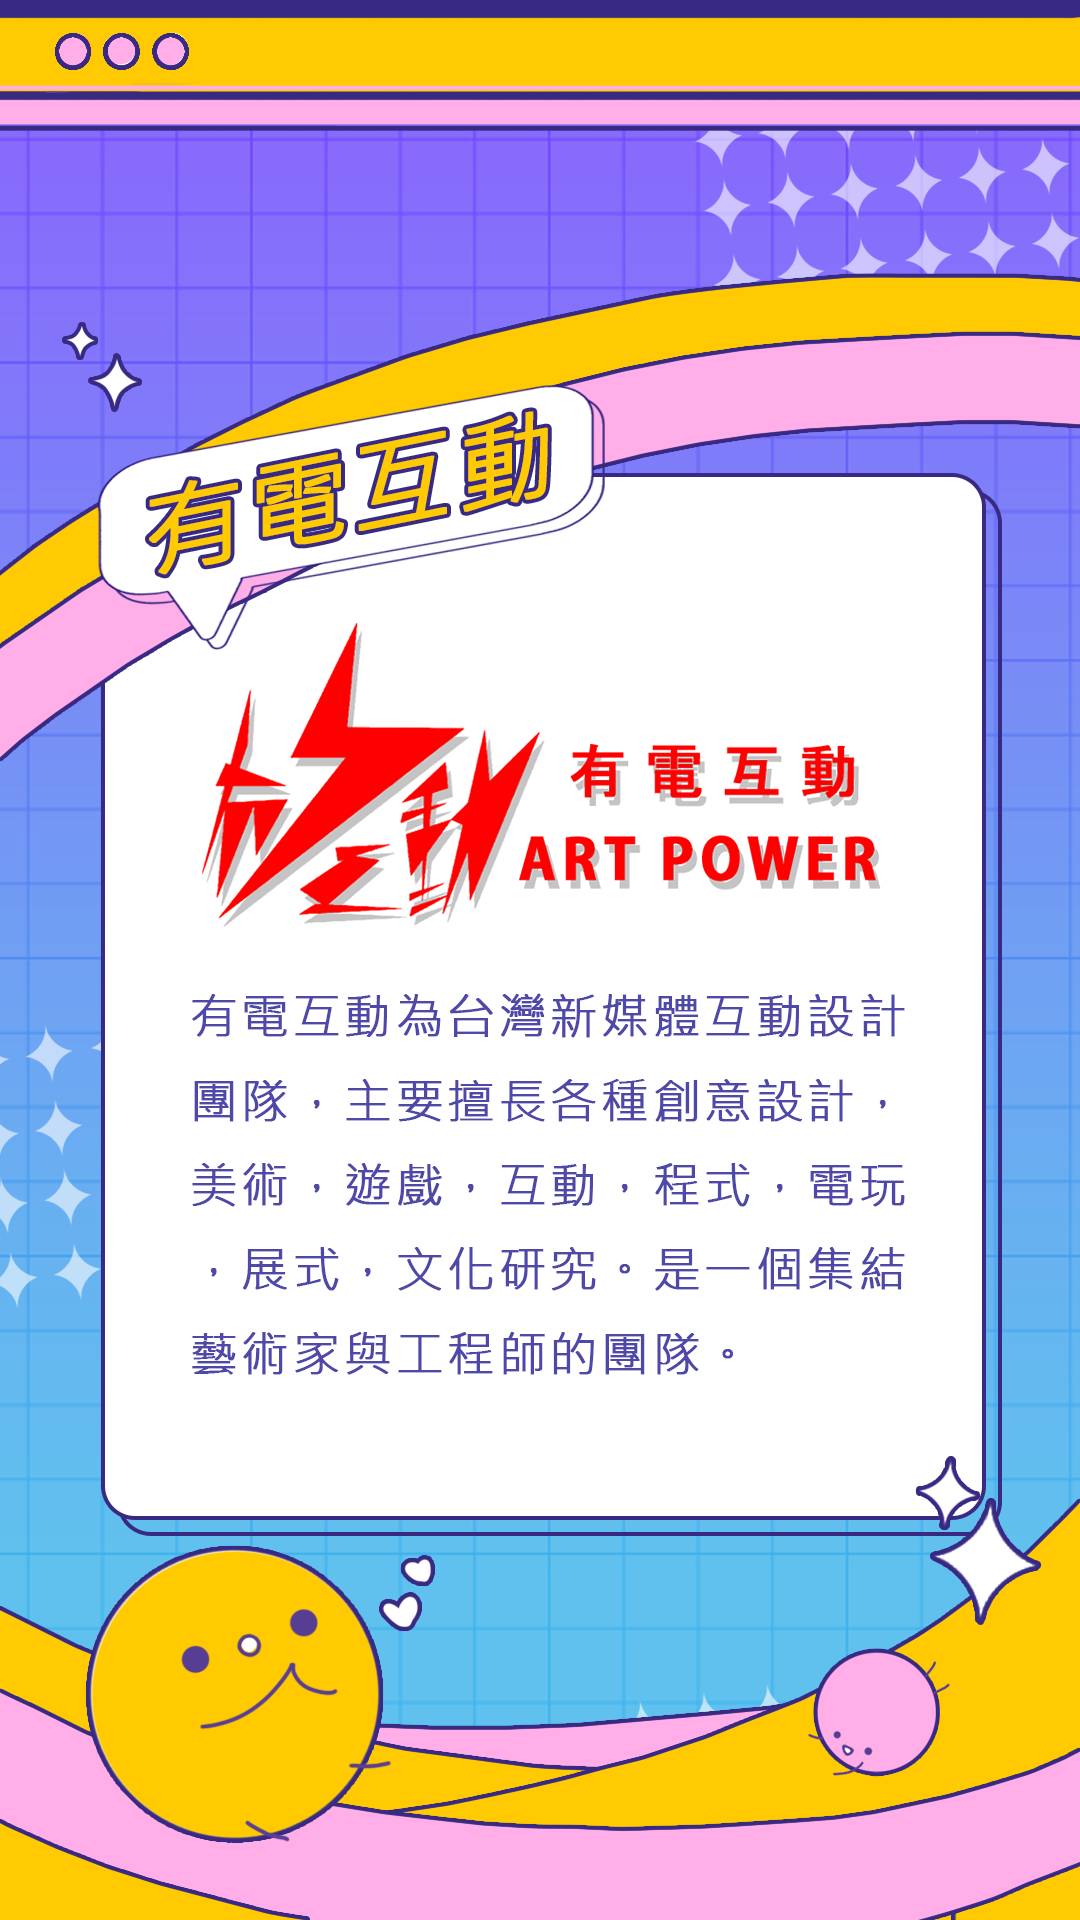 有電互動
有電互動
ART POWER
有電互動為台灣新媒體互動設計
團隊，主要擅長各種創意設計，
美術，遊戲，互動，程式，電玩
，展式，文化研究。是一個集結
藝術家與工程師的團隊。